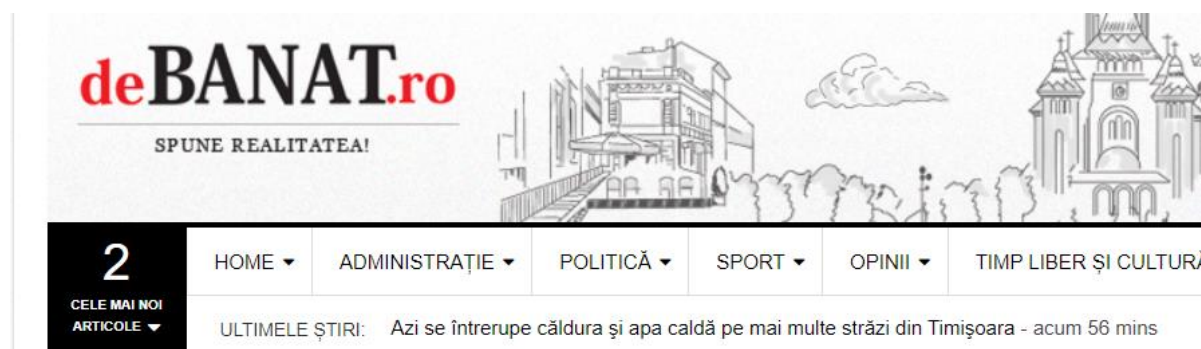 deBANAT.ro
SPUNE REALITATEA!
2
CELE MAI NOI
ARTICOLE
HOME ADMINISTRAȚIE POLITICĂ SPORT OPINII TIMP LIBER ȘI CULTURĂ
ULTIMELE ȘTIRI: Azi se întrerupe căldura şi apa caldă pe mai multe străzi din Timişoara - acum 56 mins